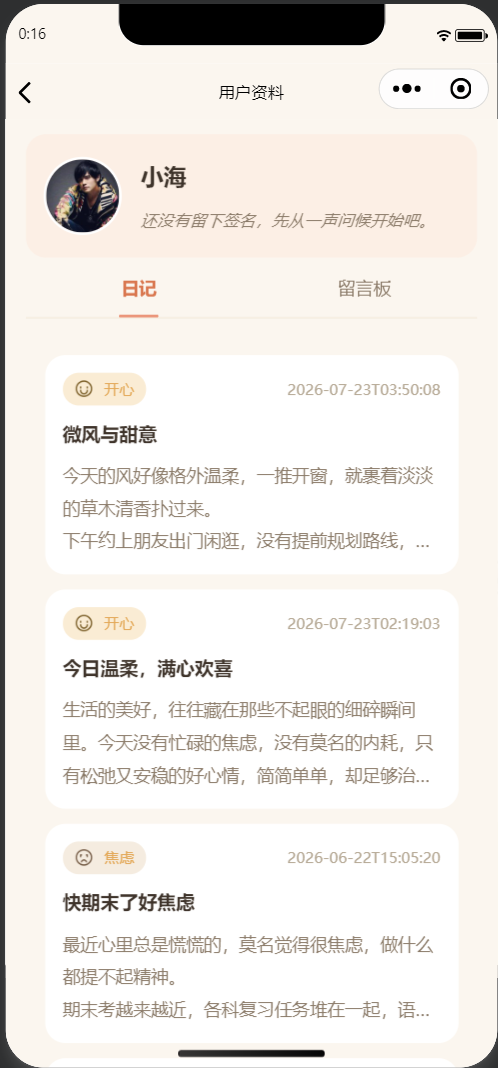 0:16
用户资料
小海
还没有留下签名，先从一声问候开始吧。
日记
留言板
开心
2026-07-23T03:50:08
微风与甜意
今天的风好像格外温柔，一推开窗，就裹着淡淡
的草木清香扑过来。
下午约上朋友出门闲逛，没有提前规划路线，...
开心
2026-07-23T02:19:03
今日温柔，满心欢喜
生活的美好，往往藏在那些不起眼的细碎瞬间
里。今天没有忙碌的焦虑，没有莫名的内耗，只
有松弛又安稳的好心情，简简单单，却足够治...
焦虑
2026-06-22T15:05:20
快期末了好焦虑
最近心里总是慌慌的，莫名觉得很焦虑，做什么
都提不起精神。
期末考越来越近，各科复习任务堆在一起，语...